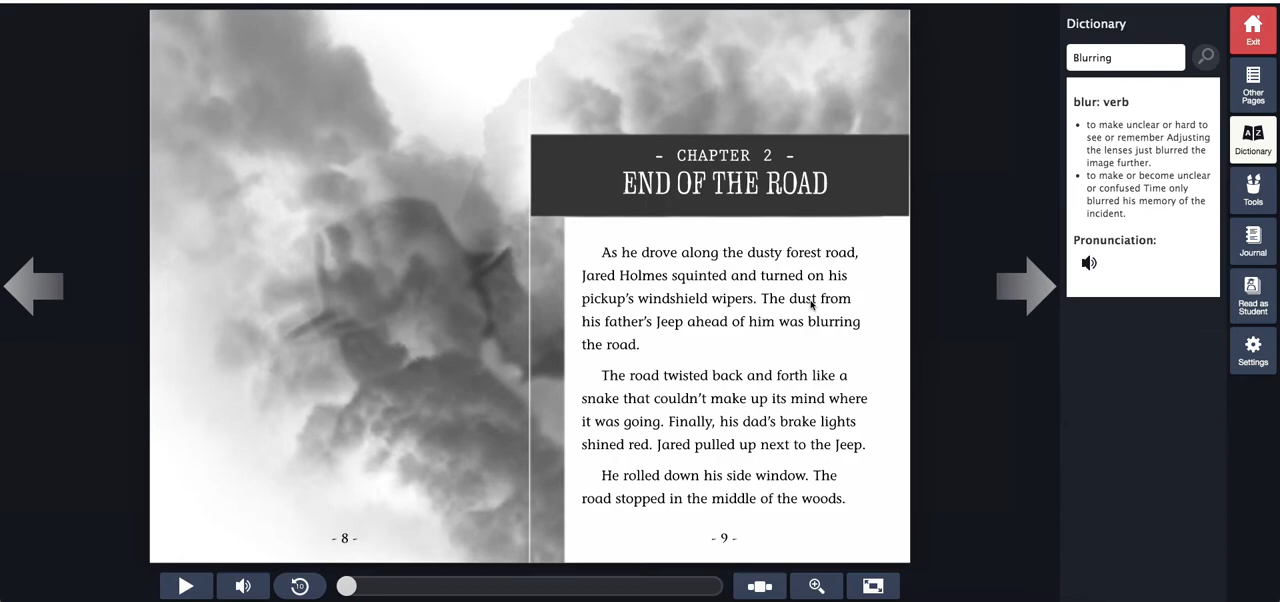 - CHAPTER 2 -
END OF THE ROAD
As he drove along the dusty forest road,
Jared Holmes squinted and turned on his
pickup's windshield wipers. The dust from
his father's Jeep ahead of him was blurring
the road.
The road twisted back and forth like a
snake that couldn't make up its mind where
it was going. Finally, his dad's brake lights
shined red. Jared pulled up next to the Jeep.
He rolled down his side window. The
road stopped in the middle of the woods.
- 8 -
- 9 -
10
Dictionary
Blurring
blur: verb
• to make unclear or hard to
see or remember Adjusting
the lenses just blurred the
image further.
• to make or become unclear
or confused Time only
blurred his memory of the
incident.
Pronunciation:
Exit
Other
Pages
A Z
Dictionary
Tools
Journal
Read as
Student
Settings